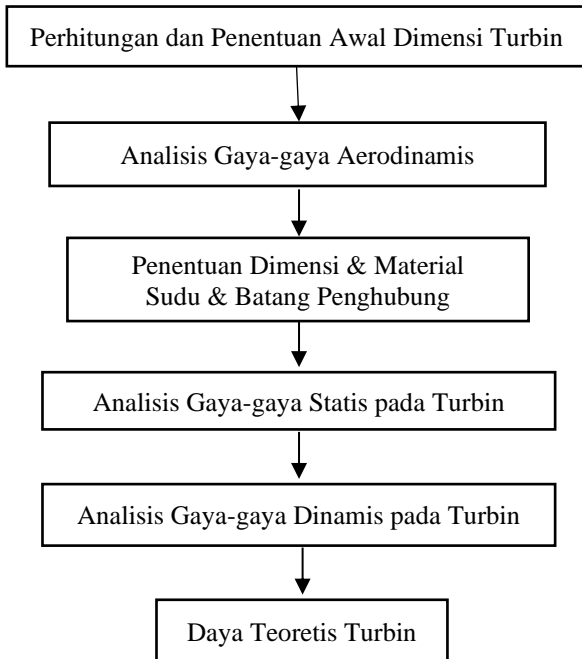 Perhitungan dan Penentuan Awal Dimensi Turbin
Analisis Gaya-gaya Aerodinamis
Penentuan Dimensi & Material
Sudu & Batang Penghubung
Analisis Gaya-gaya Statis pada Turbin
Analisis Gaya-gaya Dinamis pada Turbin
Daya Teoretis Turbin